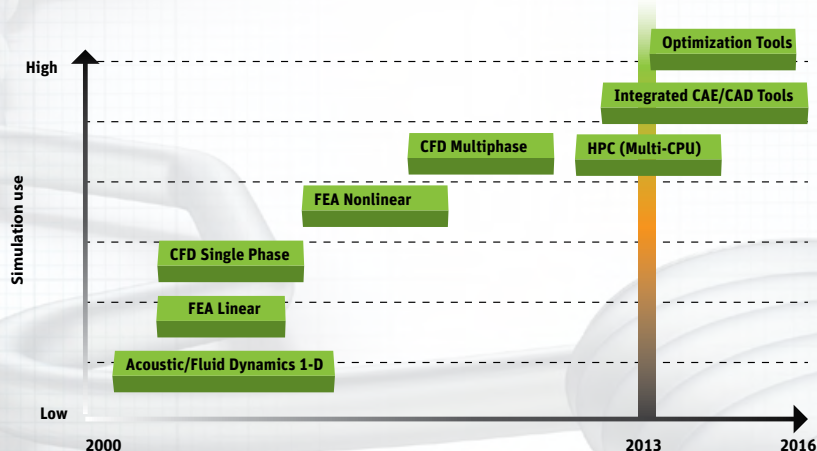 Optimization Tools
High
Integrated CAE/CAD Tools
CFD Multiphase
HPC (Multi-CPU)
FEA Nonlinear
Simulation use
CFD Single Phase
FEA Linear
Acoustic/Fluid Dynamics 1-D
Low
2000
2013
2016